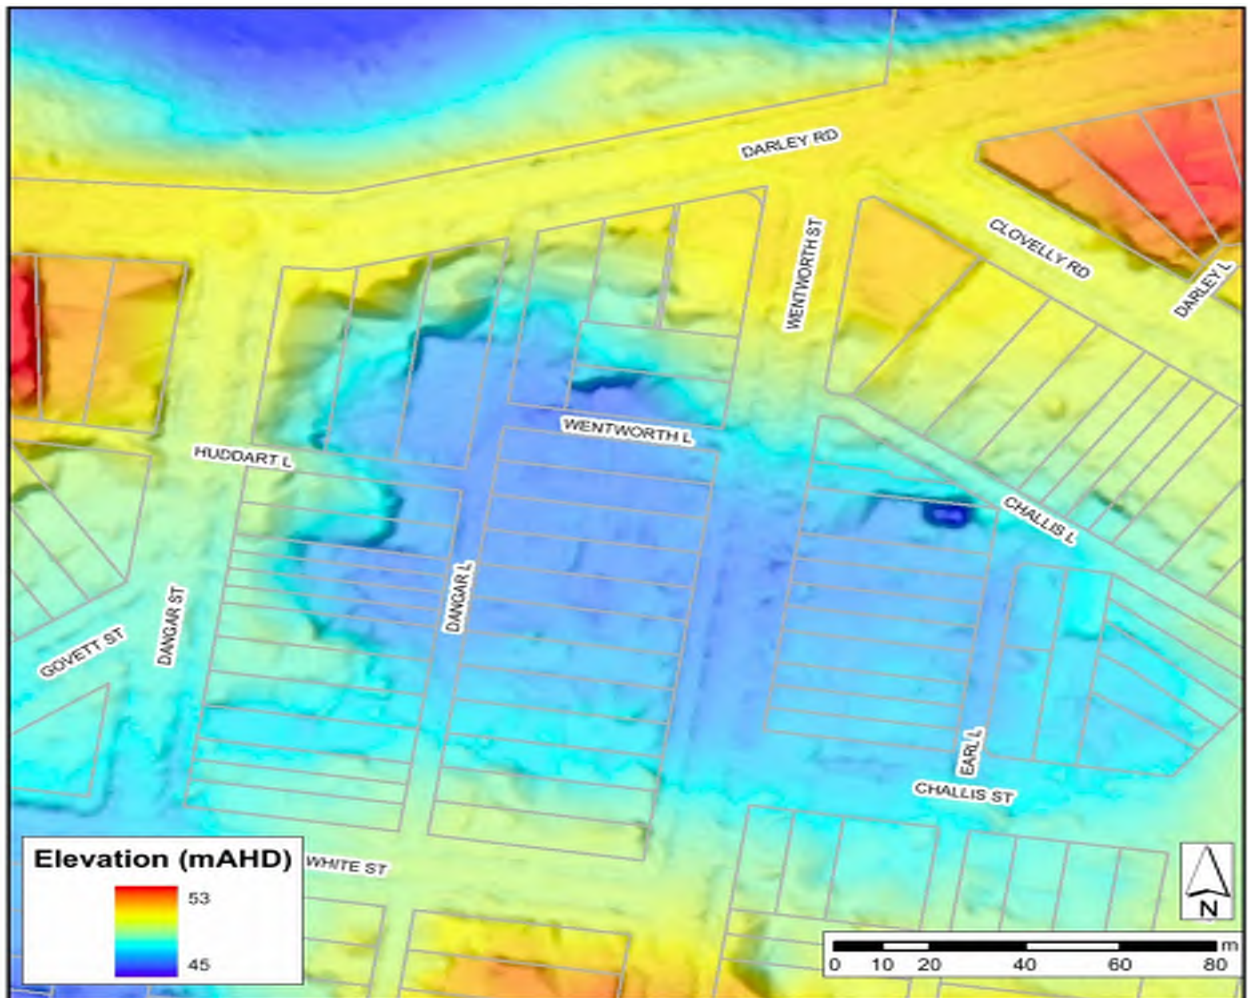 DARLEY RD
CLOVELLY RD
WENTWORTH ST
DARLEY L
WENTWORTH L
HUDDART L
CHALLIS L
DANGAR L
DANGAR ST
GOVETT ST
EARL L
CHALLIS ST
WHITE ST
Elevation (mAHD)
53
45
N
m
0 10 20 40 60 80